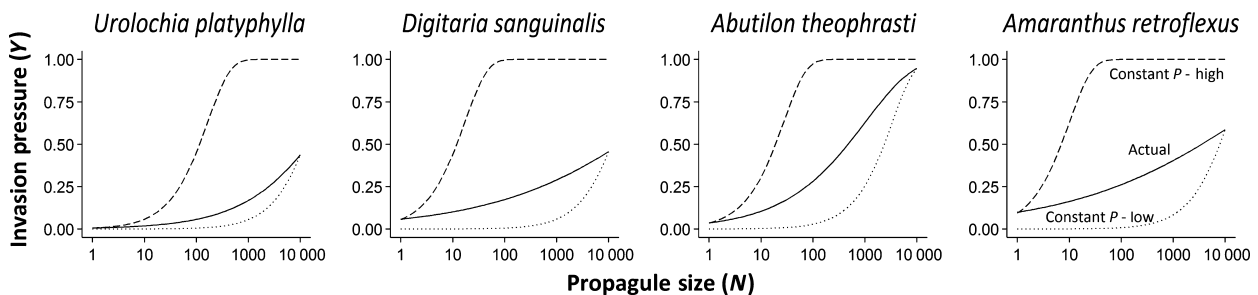 Urolochia platyphylla
Digitaria sanguinalis
Abutilon theophrasti
Amaranthus retroflexus
Invasion pressure (Y)
1.00
0.75
0.50
0.25
0.00
1 10 100 1000 10 000
1.00
0.75
0.50
0.25
0.00
1 10 100 1000 10 000
1.00
0.75
0.50
0.25
0.00
1 10 100 1000 10 000
1.00
0.75
0.50
0.25
0.00
Constant P - high
Actual
Constant P - low
1 10 100 1000 10 000
Propagule size (N)